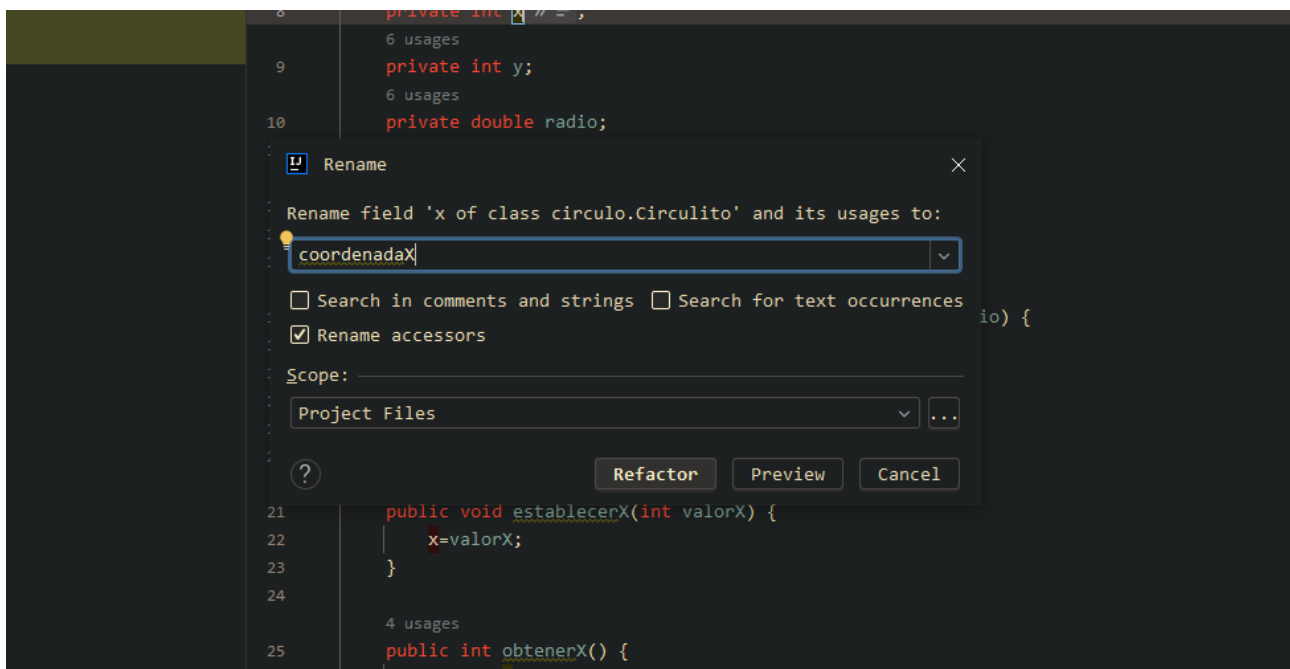 8 private int x
6 usages
9 private int y;
6 usages
10 private double radio;
Rename
Rename field 'x of class circulo.Circulito' and its usages to:
coordenadaX
Search in comments and strings Search for text occurrences
io) {
Rename accessors
Scope:
Project Files ...
? Refactor Preview Cancel
21 public void establecerX(int valorX) {
22 x=valorX;
23 }
24
4 usages
25 public int obtenerX() {